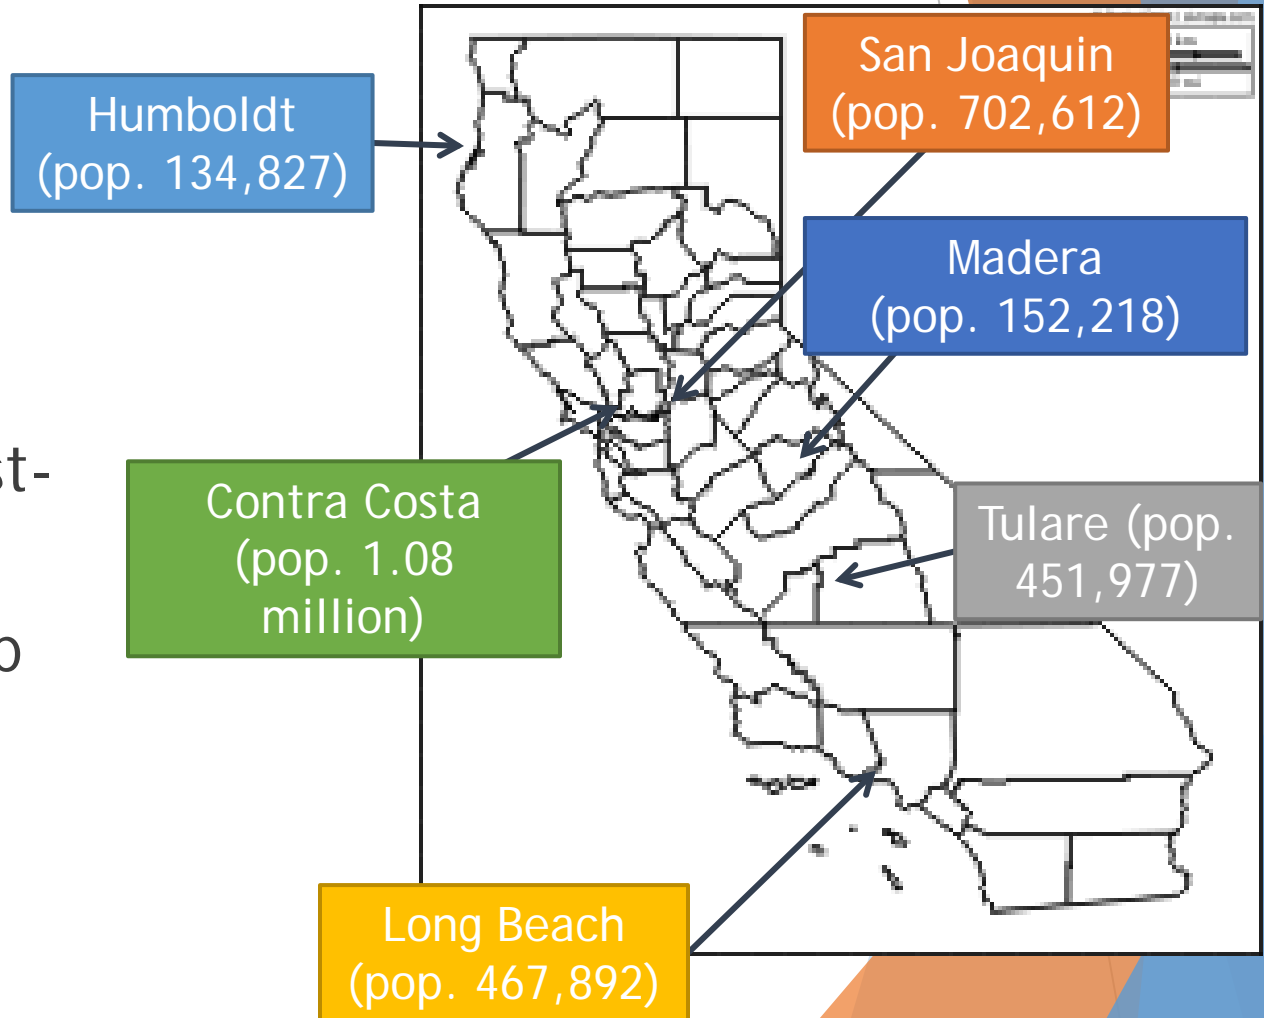 San Joaquin
(pop. 702,612)
Humboldt
(pop. 134,827)
Madera
(pop. 152,218)
st-
Contra Costa
(pop. 1.08
million)
Tulare (pop.
451,977)
p
Long Beach
(pop. 467,892)